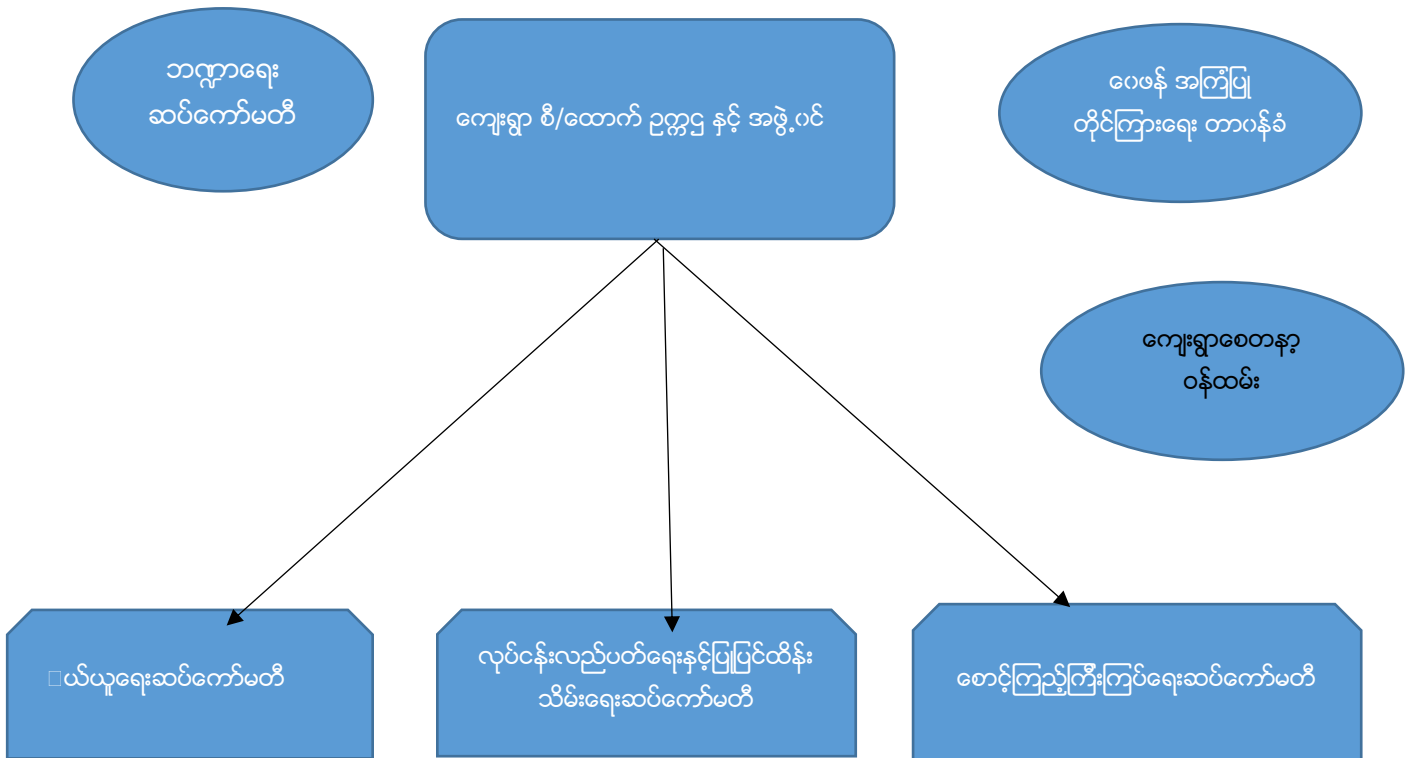 ဘဏ္ဍာရေး
ဆပ်ကော်မတီ
ကျေးရွာ စီ/ထောက် ဥက္ကဌ နှင့် အဖွဲ့ဝင်
ဝေဖန် အကြံပြု
တိုင်ကြားရေး တာဝန်ခံ
ကျေးရွာစေတနာ့
ဝန်ထမ်း
ယ်ယူရေးဆပ်ကော်မတီ
လုပ်ငန်းလည်ပတ်ရေးနှင့်ပြုပြင်ထိန်း
သိမ်းရေးဆပ်ကော်မတီ
စောင့်ကြည့်ကြီးကြပ်ရေးဆပ်ကော်မတီ